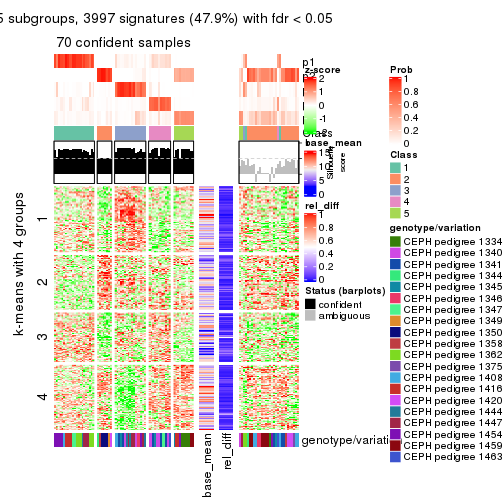 5 subgroups, 3997 signatures (47.9%) with fdr < 0.05
70 confident samples
p1
z-score
2
1
0
-1
-2
Class
base_mean
15
10
5
0
Silhouette
score
rel_diff
1
0.8
0.6
0.4
0.2
0
Status (barplots)
confident
ambiguous
k-means with 4 groups
1
2
3
4
base_mean
rel_diff
genotype/variati
Prob
1
0.8
0.6
0.4
0.2
0
Class
1
2
3
4
5
genotype/variation
CEPH pedigree 1334
CEPH pedigree 1340
CEPH pedigree 1341
CEPH pedigree 1344
CEPH pedigree 1345
CEPH pedigree 1346
CEPH pedigree 1347
CEPH pedigree 1349
CEPH pedigree 1350
CEPH pedigree 1358
CEPH pedigree 1362
CEPH pedigree 1375
CEPH pedigree 1408
CEPH pedigree 1416
CEPH pedigree 1420
CEPH pedigree 1444
CEPH pedigree 1447
CEPH pedigree 1454
CEPH pedigree 1459
CEPH pedigree 1463